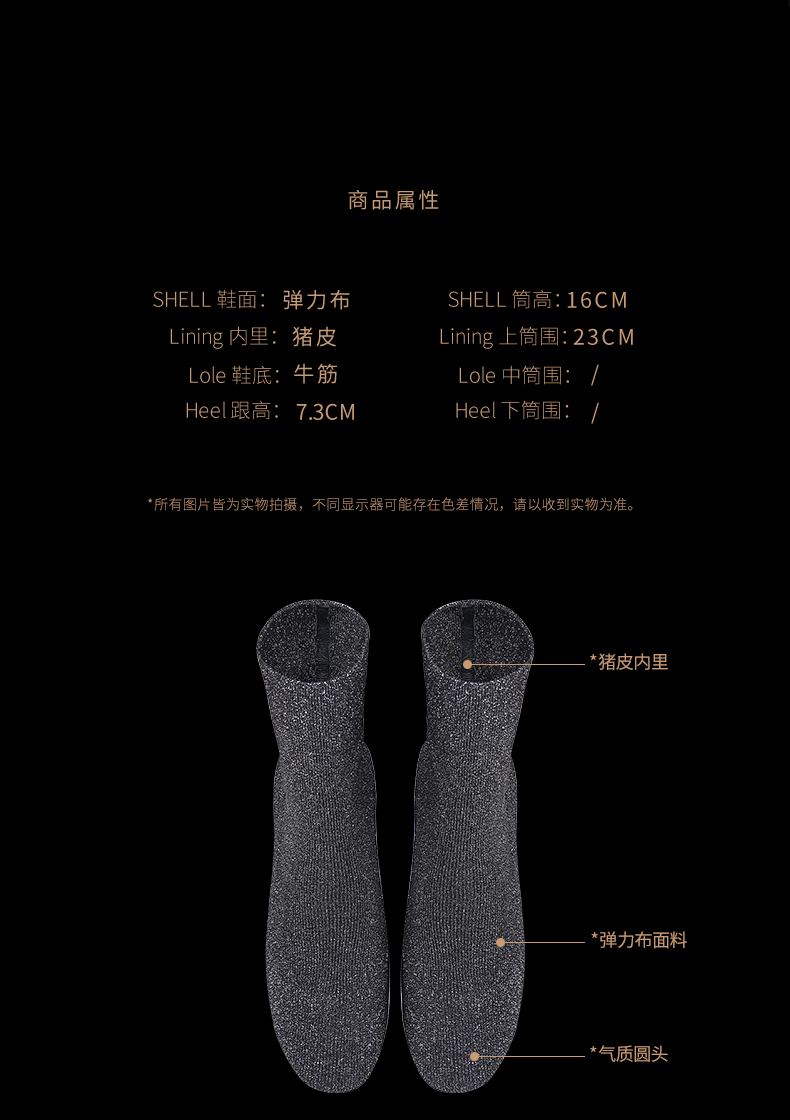 商品属性
SHELL 鞋面： 弹力布
SHELL 筒高：16CM
Lining 内里： 猪皮
Lining 上筒围：23CM
Lole 鞋底： 牛筋
Lole 中筒围： /
Heel 跟高： 7.3CM
Heel 下筒围： /
*所有图片皆为实物拍摄，不同显示器可能存在色差情况，请以收到实物为准。
*猪皮内里
*弹力布面料
*气质圆头